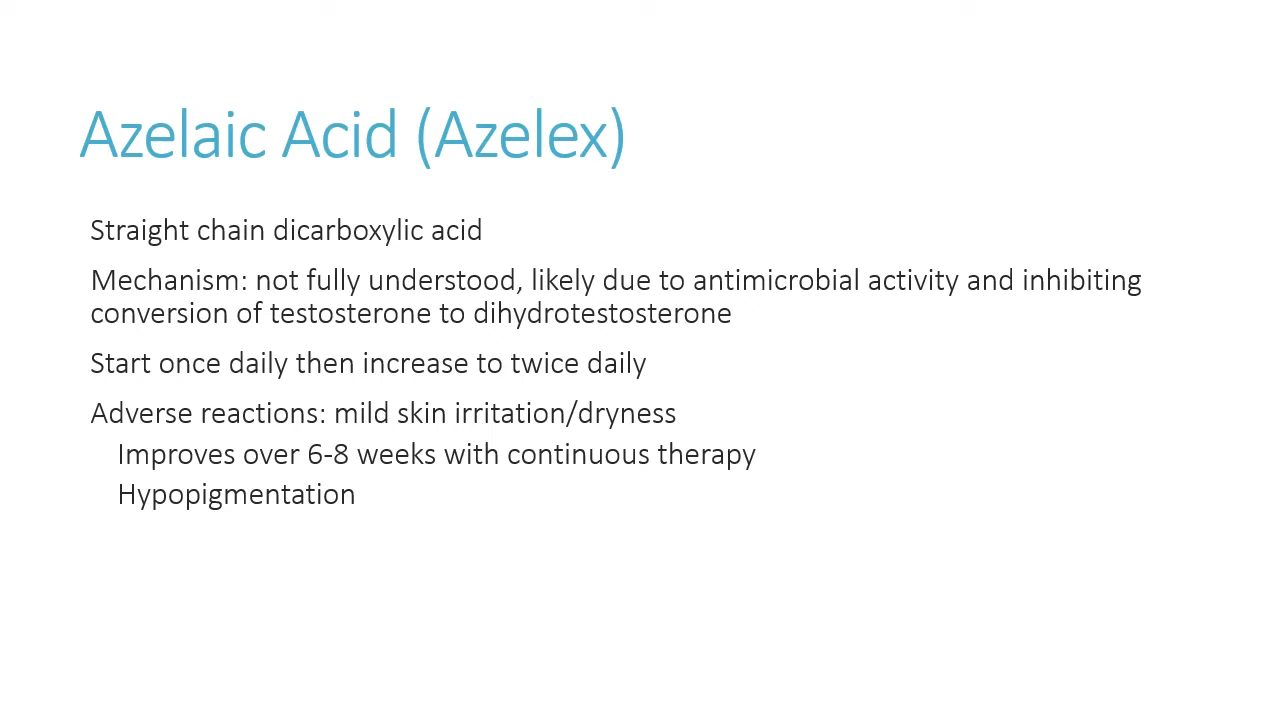 Azelaic Acid (Azelex)
Straight chain dicarboxylic acid
Mechanism: not fully understood, likely due to antimicrobial activity and inhibiting
conversion of testosterone to dihydrotestosterone
Start once daily then increase to twice daily
Adverse reactions: mild skin irritation/dryness
Improves over 6-8 weeks with continuous therapy
Hypopigmentation